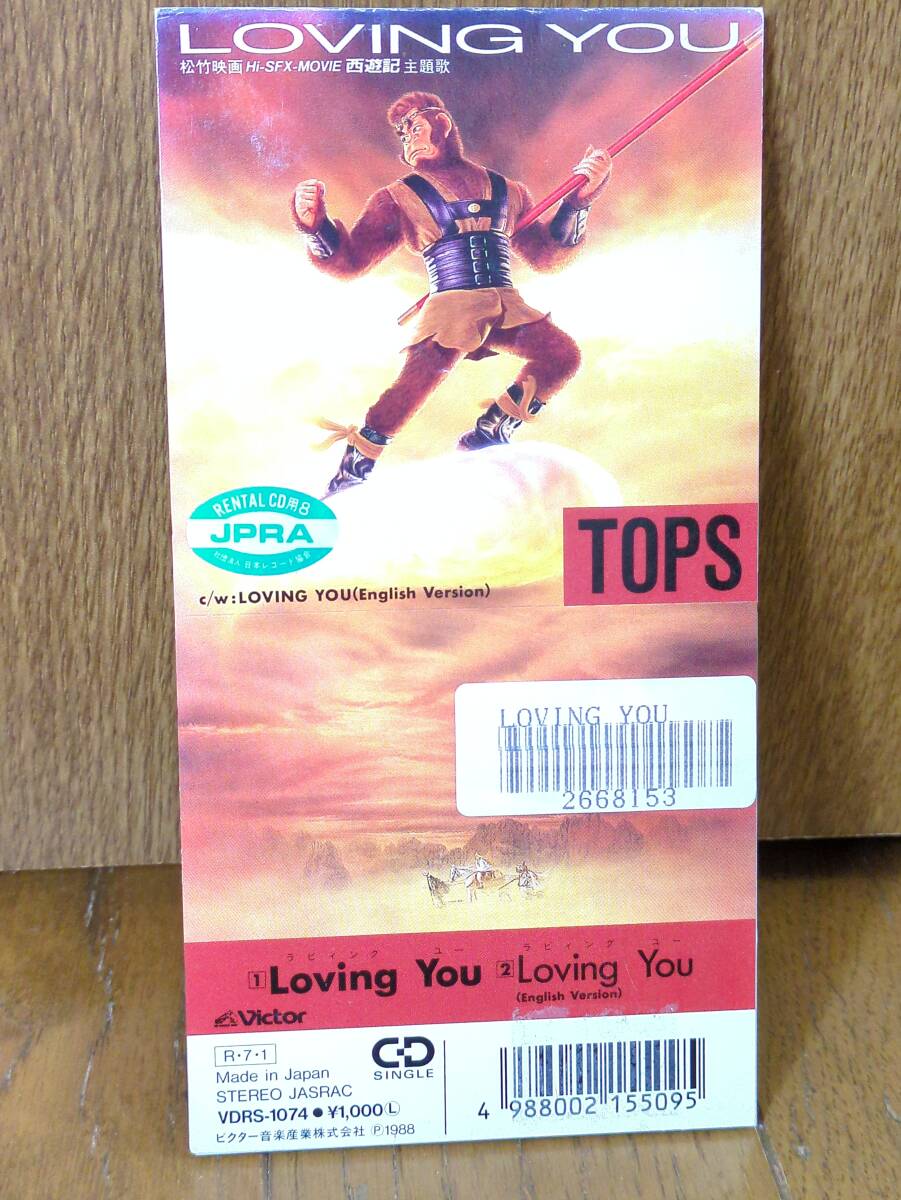 LOVING YOU
松竹映画 Hi-SFX-MOVIE 西遊記 主題歌
RENTAL CD用8
JPRA
社団法人 日本レコード協会
TOPS
c/w:LOVING YOU(English Version)
LOVING YOU
2668153
ラビィング ユー ラビィング ユー
1 Loving You 2 Loving You
(English Version)
Victor
R・7・1
CD
SINGLE
Made in Japan
STEREO JASRAC
VDRS-1074 ● ¥1,000 Ⓛ
ビクター音楽産業株式会社 Ⓟ1988
4 988002 155095